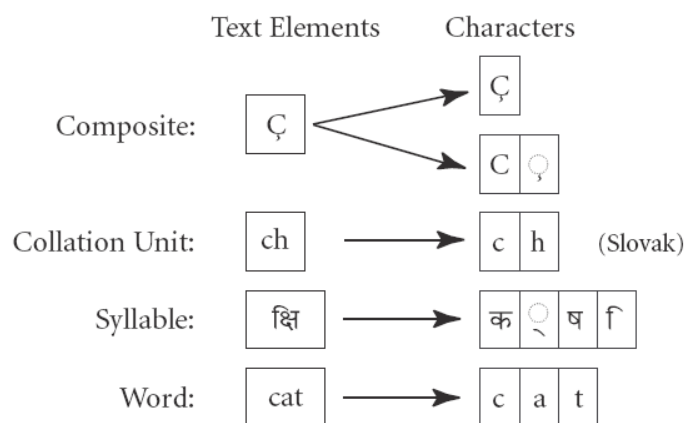 Text Elements Characters
Ç
Composite: Ç
C ◌̧
Collation Unit: ch c h (Slovak)
Syllable: क्षि क ◌् ष ि
Word: cat c a t